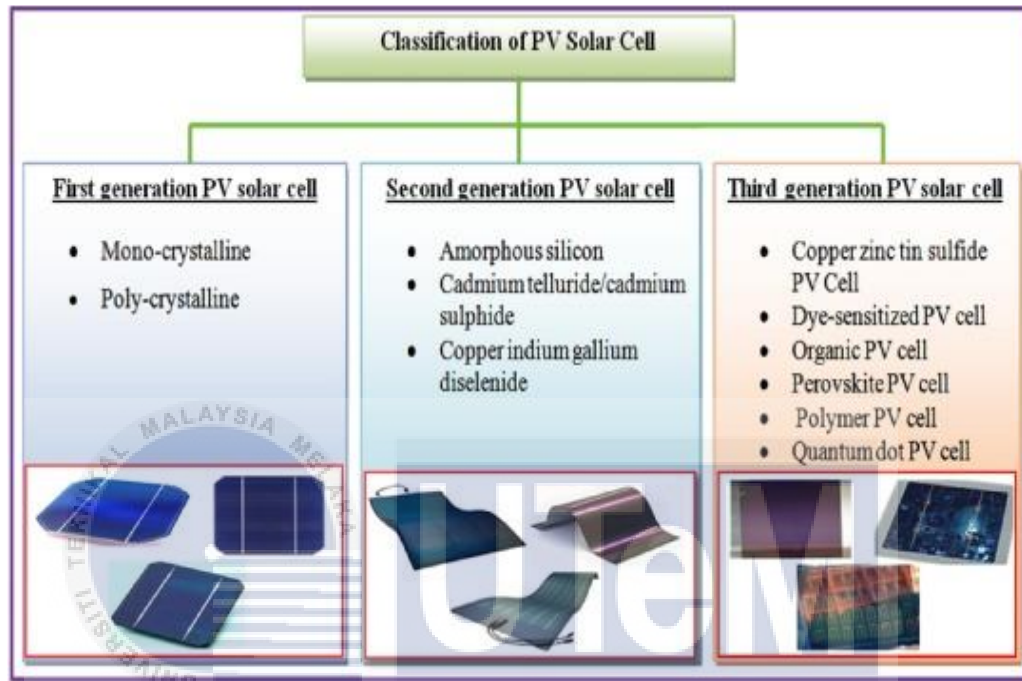 Classification of PV Solar Cell
First generation PV solar cell
• Mono-crystalline
• Poly-crystalline
Second generation PV solar cell
• Amorphous silicon
• Cadmium telluride/cadmium
sulphide
• Copper indium gallium
diselenide
Third generation PV solar cell
• Copper zinc tin sulfide
PV Cell
• Dye-sensitized PV cell
• Organic PV cell
• Perovskite PV cell
• Polymer PV cell
• Quantum dot PV cell
UNIVERSITI TEKNIKAL MALAYSIA MELAKA
UTeM